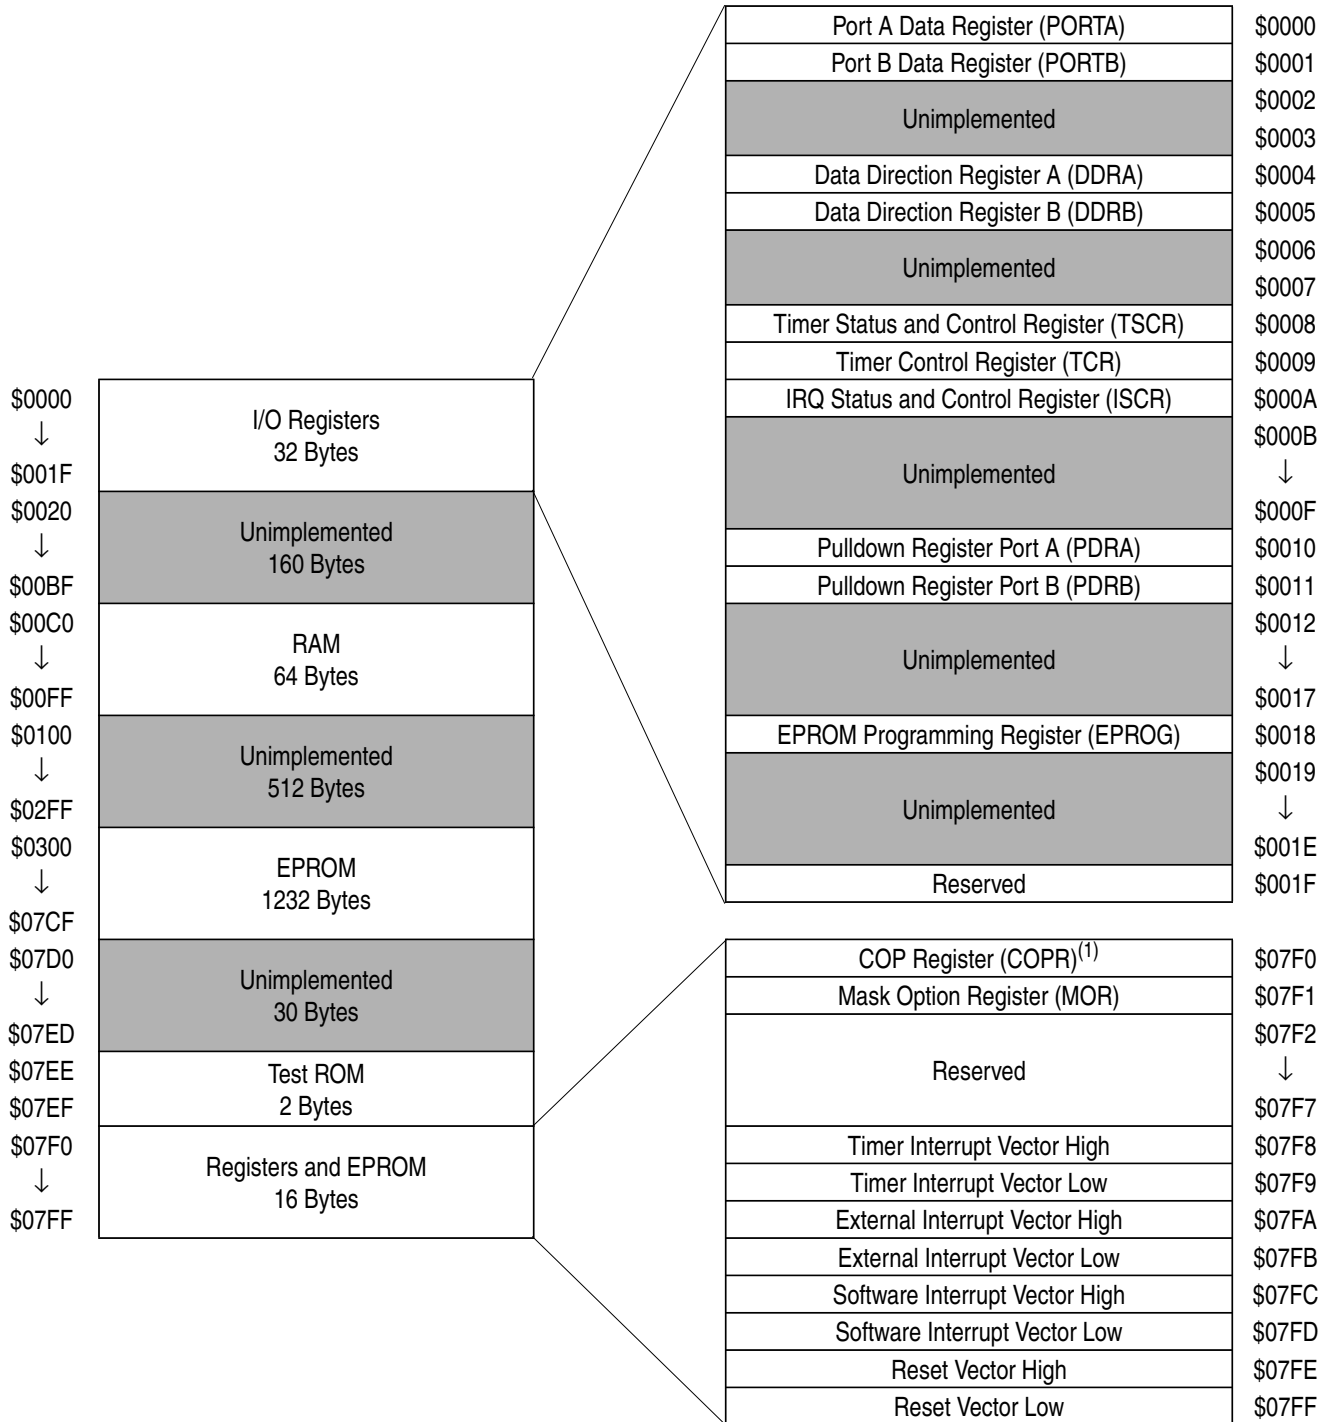 Port A Data Register (PORTA) $0000
Port B Data Register (PORTB) $0001
Unimplemented
$0002
$0003
Data Direction Register A (DDRA) $0004
Data Direction Register B (DDRB) $0005
Unimplemented
$0006
$0007
Timer Status and Control Register (TSCR) $0008
Timer Control Register (TCR) $0009
IRQ Status and Control Register (ISCR) $000A
Unimplemented
$000B
↓
$000F
Pulldown Register Port A (PDRA) $0010
Pulldown Register Port B (PDRB) $0011
Unimplemented
$0012
↓
$0017
EPROM Programming Register (EPROG) $0018
Unimplemented
$0019
↓
$001E
Reserved $001F
$0000
↓
$001F
I/O Registers
32 Bytes
$0020
↓
$00BF
Unimplemented
160 Bytes
$00C0
↓
$00FF
RAM
64 Bytes
$0100
↓
$02FF
Unimplemented
512 Bytes
$0300
↓
$07CF
EPROM
1232 Bytes
$07D0
↓
$07ED
Unimplemented
30 Bytes
$07EE
$07EF
Test ROM
2 Bytes
$07F0
↓
$07FF
Registers and EPROM
16 Bytes
COP Register (COPR)(1) $07F0
Mask Option Register (MOR) $07F1
Reserved
$07F2
↓
$07F7
Timer Interrupt Vector High $07F8
Timer Interrupt Vector Low $07F9
External Interrupt Vector High $07FA
External Interrupt Vector Low $07FB
Software Interrupt Vector High $07FC
Software Interrupt Vector Low $07FD
Reset Vector High $07FE
Reset Vector Low $07FF